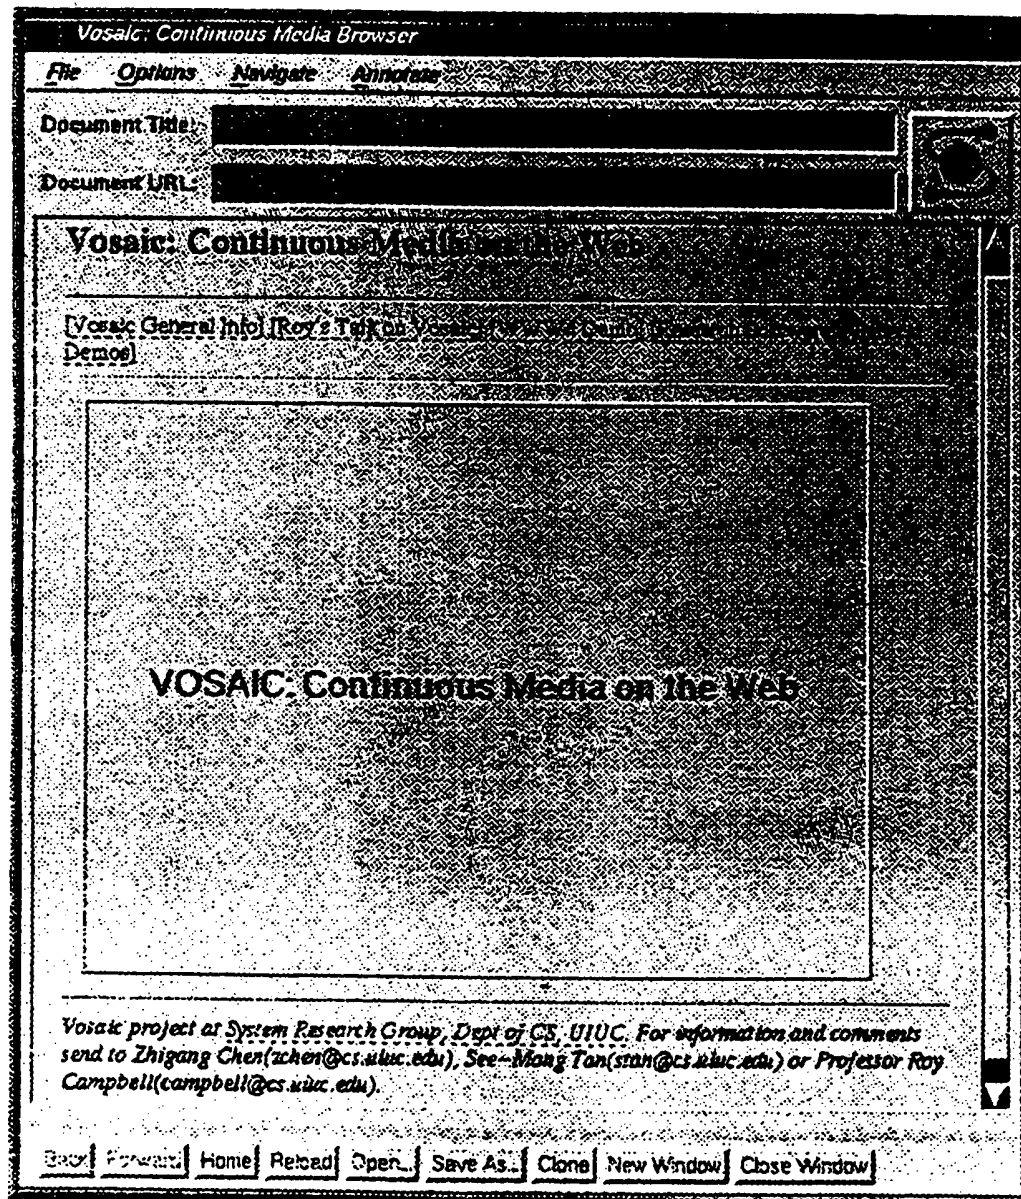 Vosaic: Continuous Media Browser
File Options Navigate Annotate
Document Title:
Document URL:
Vosaic: Continuous Media on the Web
[Vosaic General Info] [Roy's Talk on Vosaic]
Demos]
VOSAIC: Continuous Media on the Web
Vosaic project at System Research Group, Dept of CS, UIUC. For information and comments
send to Zhigang Chen(zchen@cs.uiuc.edu), See-Mong Tan(stan@cs.uiuc.edu) or Professor Roy
Campbell(campbell@cs.uiuc.edu).
Back Forward Home Reload Open... Save As... Clone New Window Close Window